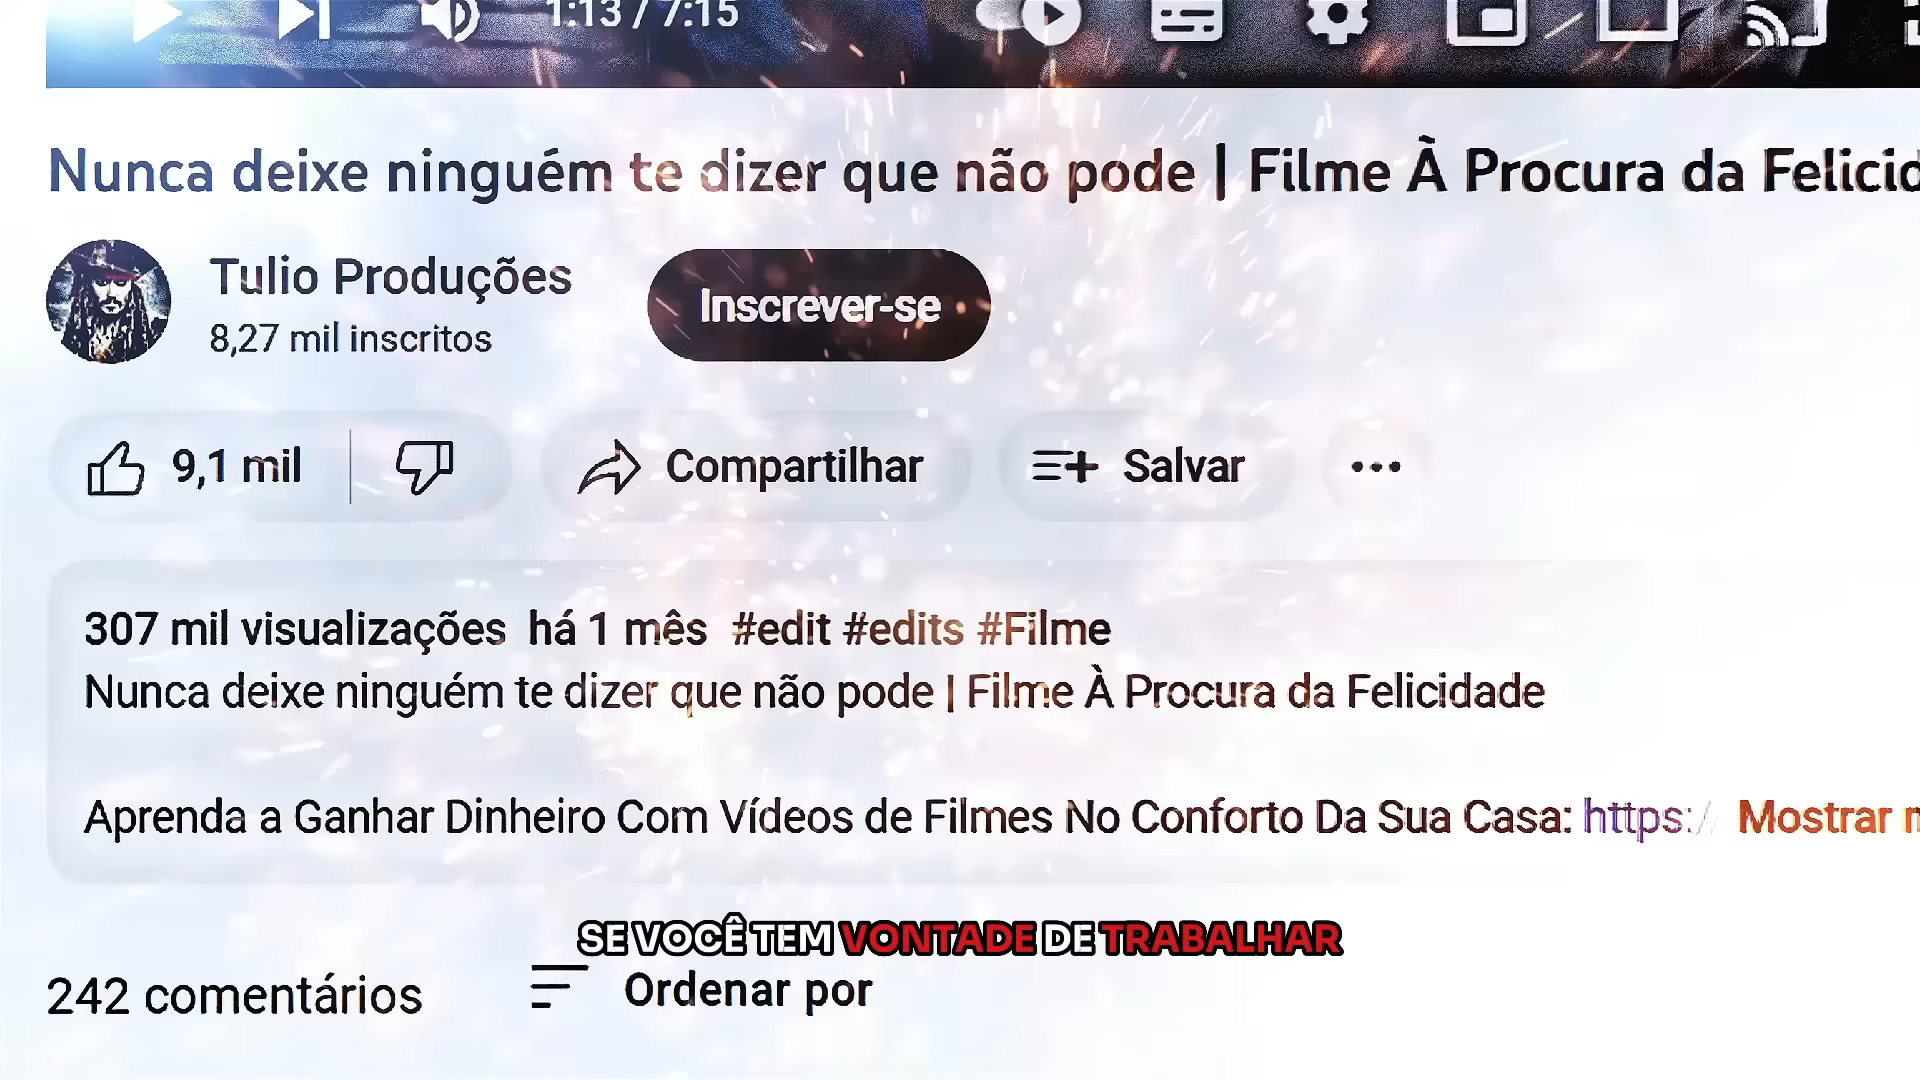 1:13 / 7:15
Nunca deixe ninguém te dizer que não pode | Filme À Procura da Felicid
Tulio Produções
8,27 mil inscritos
Inscrever-se
9,1 mil
Compartilhar
Salvar
307 mil visualizações há 1 mês #edit #edits #Filme
Nunca deixe ninguém te dizer que não pode | Filme À Procura da Felicidade
Aprenda a Ganhar Dinheiro Com Vídeos de Filmes No Conforto Da Sua Casa: https:// Mostrar
SE VOCÊ TEM VONTADE DE TRABALHAR
242 comentários
Ordenar por